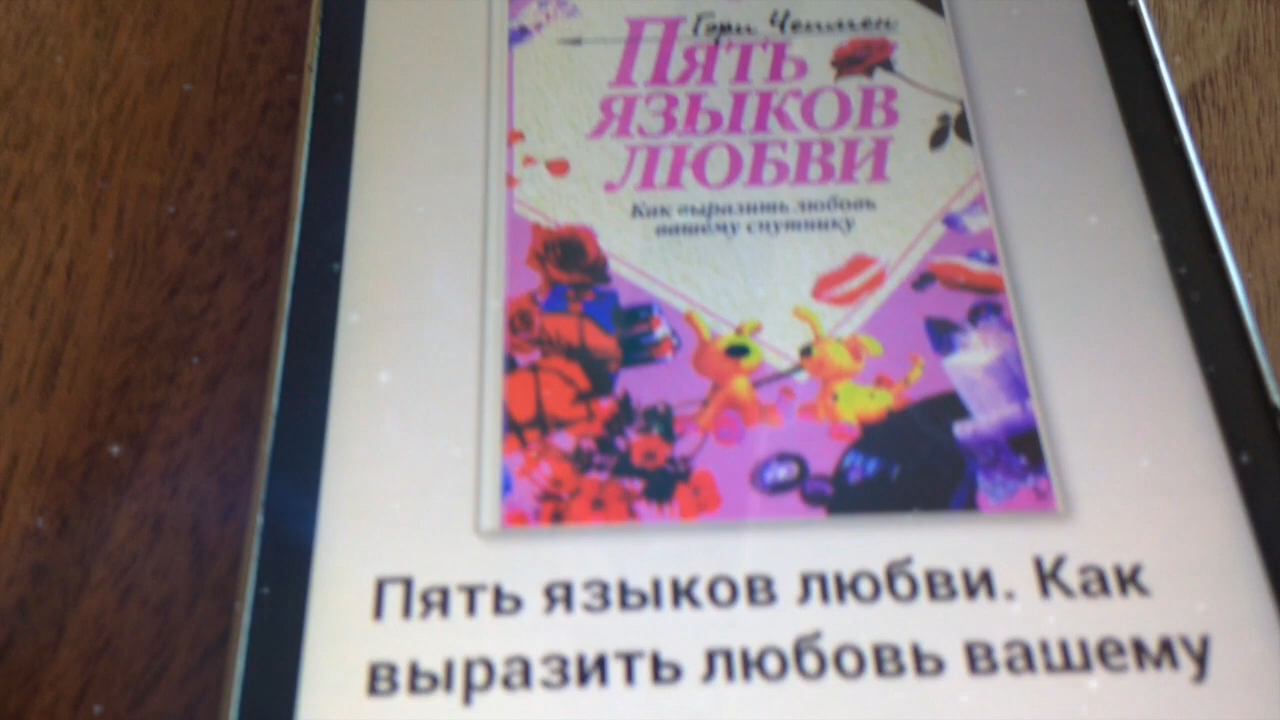 Гэри Чепмен
Пять
языков
любви
Как выразить любовь
вашему спутнику
Пять языков любви. Как
выразить любовь вашему